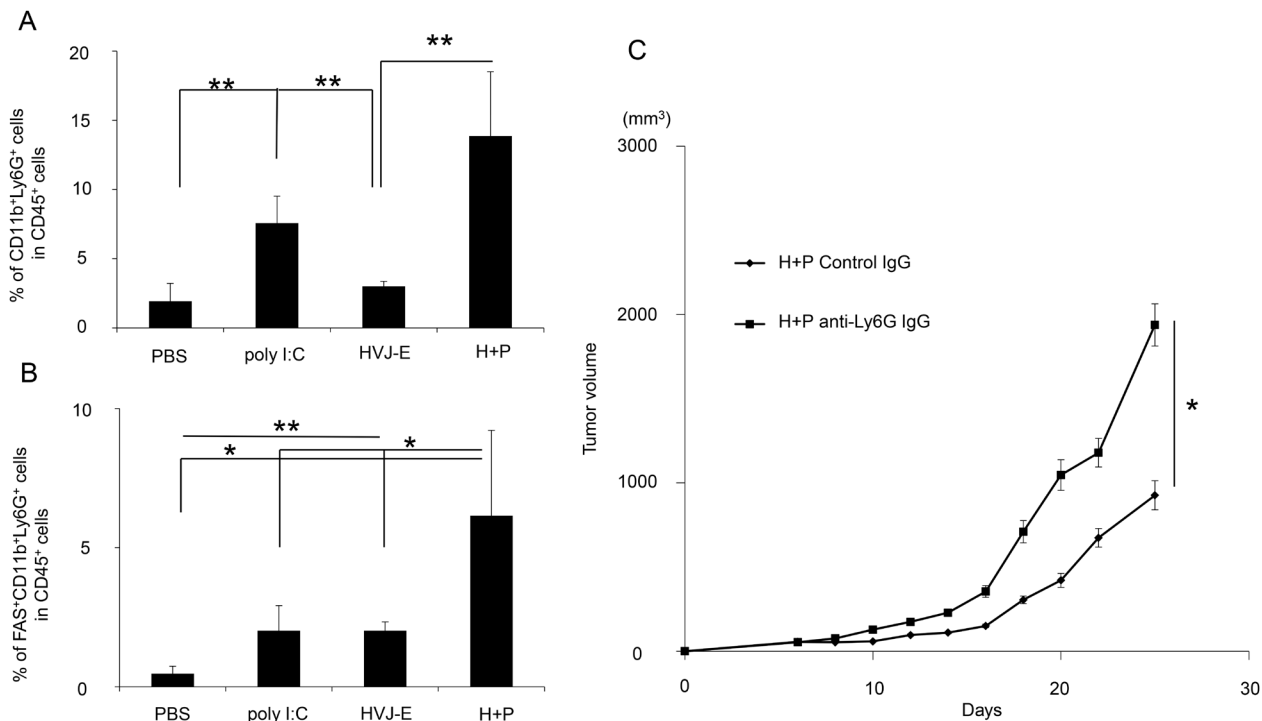 A
% of CD11b⁺Ly6G⁺ cells
in CD45⁺ cells
20
15
10
5
0
**
**
**
PBS
poly I:C
HVJ-E
H+P
B
% of FAS⁺CD11b⁺Ly6G⁺ cells
in CD45⁺ cells
10
5
0
**
*
*
PBS
poly I:C
HVJ-E
H+P
C
(mm³)
3000
2000
1000
0
Tumor volume
H+P Control IgG
H+P anti-Ly6G IgG
*
0
10
20
30
Days